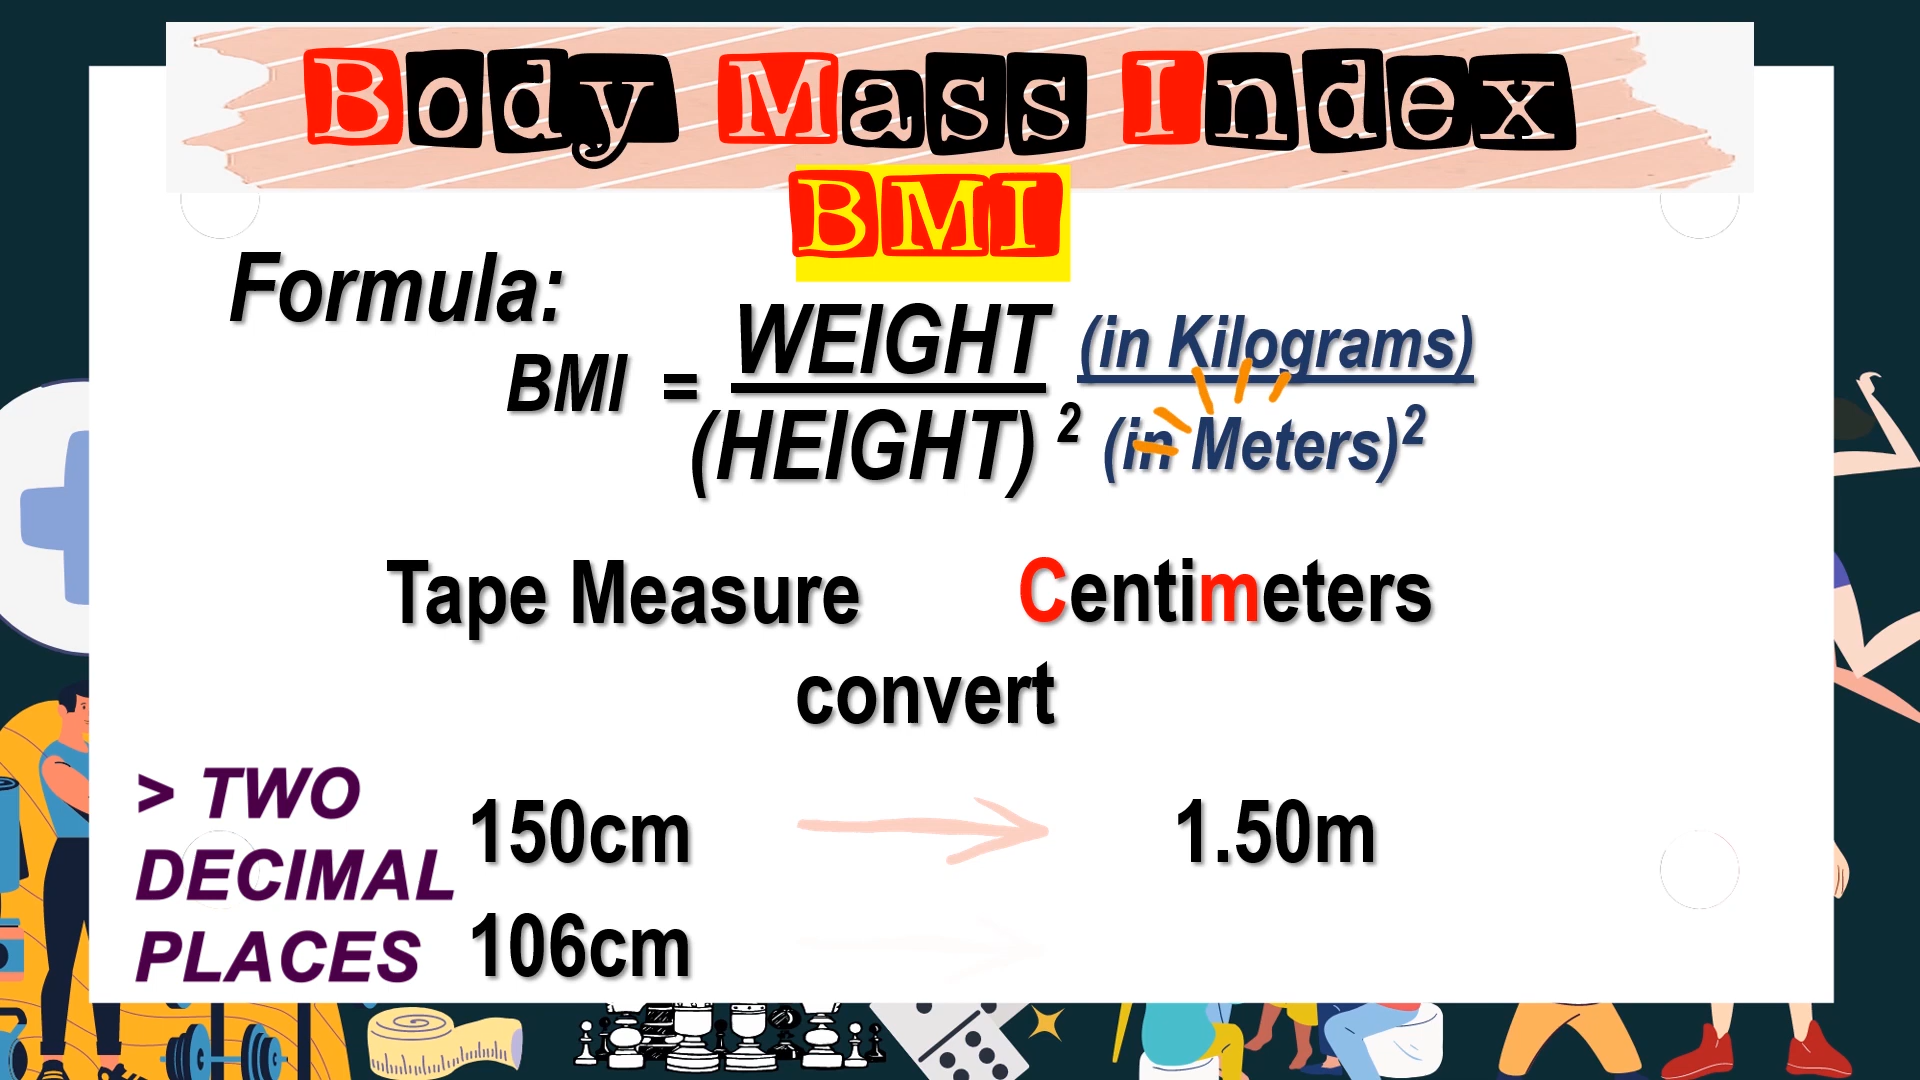 Body Mass Index
BMI
Formula:
BMI = WEIGHT (in Kilograms)
(HEIGHT) 2 (in Meters)2
Tape Measure Centimeters
convert
> TWO
DECIMAL
PLACES
150cm 1.50m
106cm